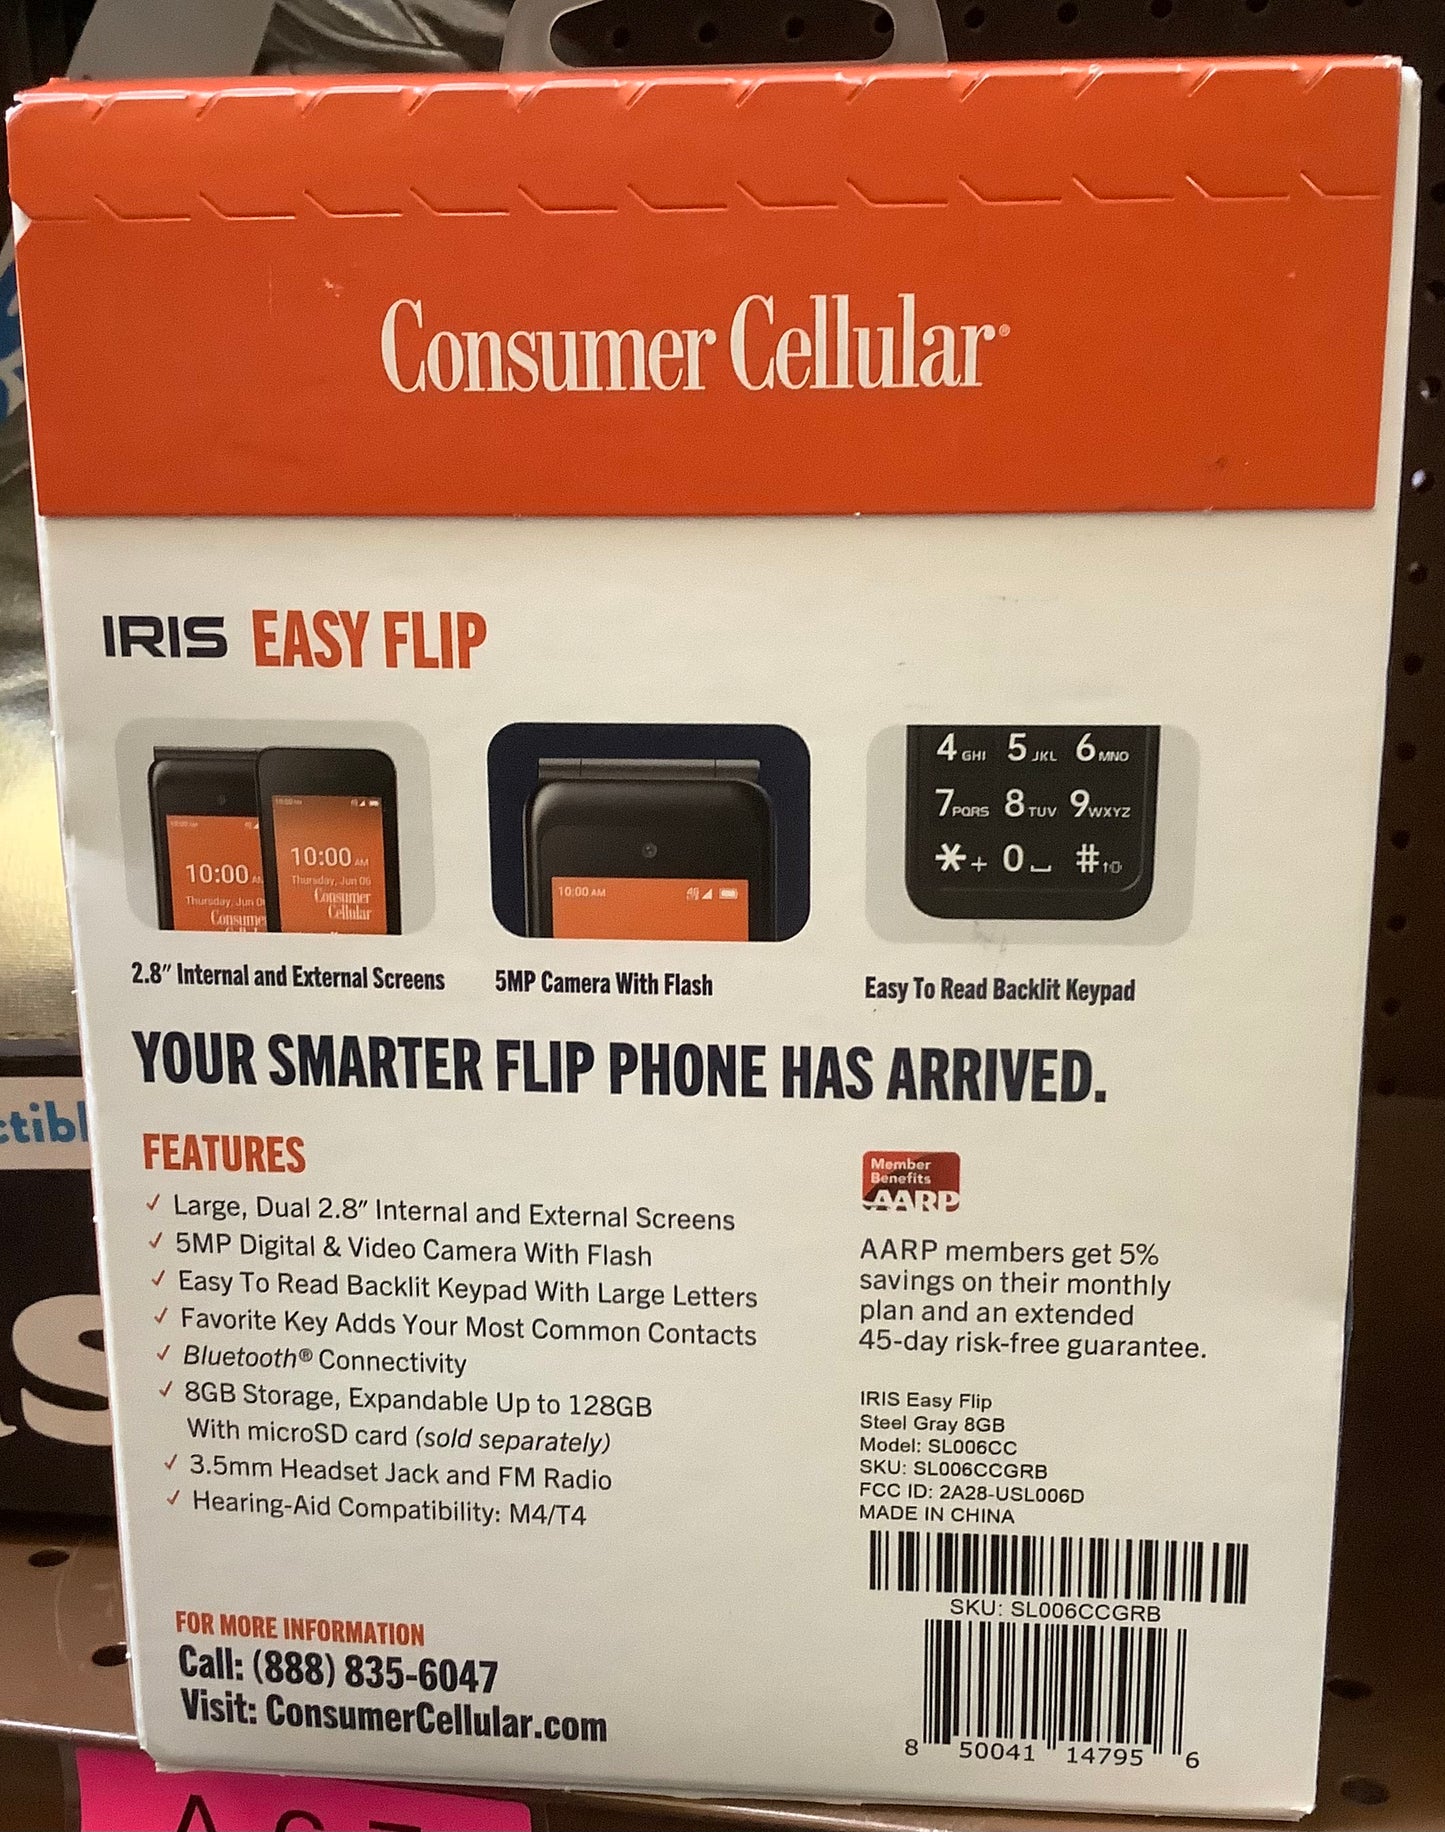 Consumer Cellular®
IRIS EASY FLIP
10:00 AM
Thursday, Jun 06
Consumer
Cellular
10:00 AM 4G
4 GHI 5 JKL 6 MNO
7 PQRS 8 TUV 9 WXYZ
*+ 0 #
2.8" Internal and External Screens
5MP Camera With Flash
Easy To Read Backlit Keypad
YOUR SMARTER FLIP PHONE HAS ARRIVED.
FEATURES
✓ Large, Dual 2.8" Internal and External Screens
✓ 5MP Digital & Video Camera With Flash
✓ Easy To Read Backlit Keypad With Large Letters
✓ Favorite Key Adds Your Most Common Contacts
✓ Bluetooth® Connectivity
✓ 8GB Storage, Expandable Up to 128GB
With microSD card (sold separately)
✓ 3.5mm Headset Jack and FM Radio
✓ Hearing-Aid Compatibility: M4/T4
FOR MORE INFORMATION
Call: (888) 835-6047
Visit: ConsumerCellular.com
Member
Benefits
AARP
AARP members get 5%
savings on their monthly
plan and an extended
45-day risk-free guarantee.
IRIS Easy Flip
Steel Gray 8GB
Model: SL006CC
SKU: SL006CCGRB
FCC ID: 2A28-USL006D
MADE IN CHINA
SKU: SL006CCGRB
8 50041 14795 6